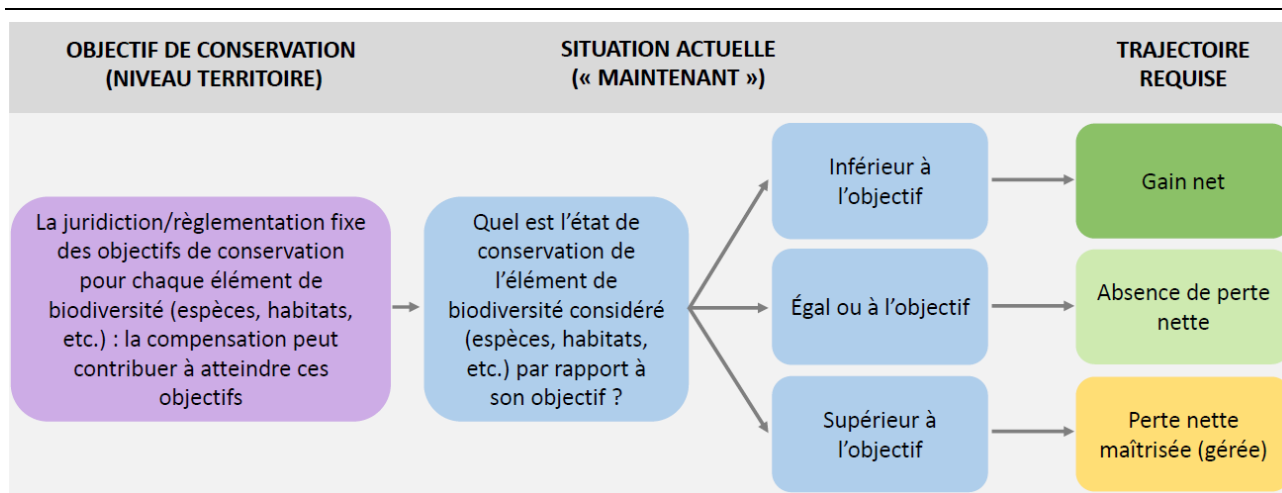 OBJECTIF DE CONSERVATION
(NIVEAU TERRITOIRE)
SITUATION ACTUELLE
(« MAINTENANT »)
TRAJECTOIRE
REQUISE
La juridiction/règlementation fixe
des objectifs de conservation
pour chaque élément de
biodiversité (espèces, habitats,
etc.) : la compensation peut
contribuer à atteindre ces
objectifs
Quel est l’état de
conservation de
l’élément de
biodiversité considéré
(espèces, habitats,
etc.) par rapport à
son objectif ?
Inférieur à
l’objectif
Gain net
Égal ou à l’objectif
Absence de perte
nette
Supérieur à
l’objectif
Perte nette
maîtrisée (gérée)